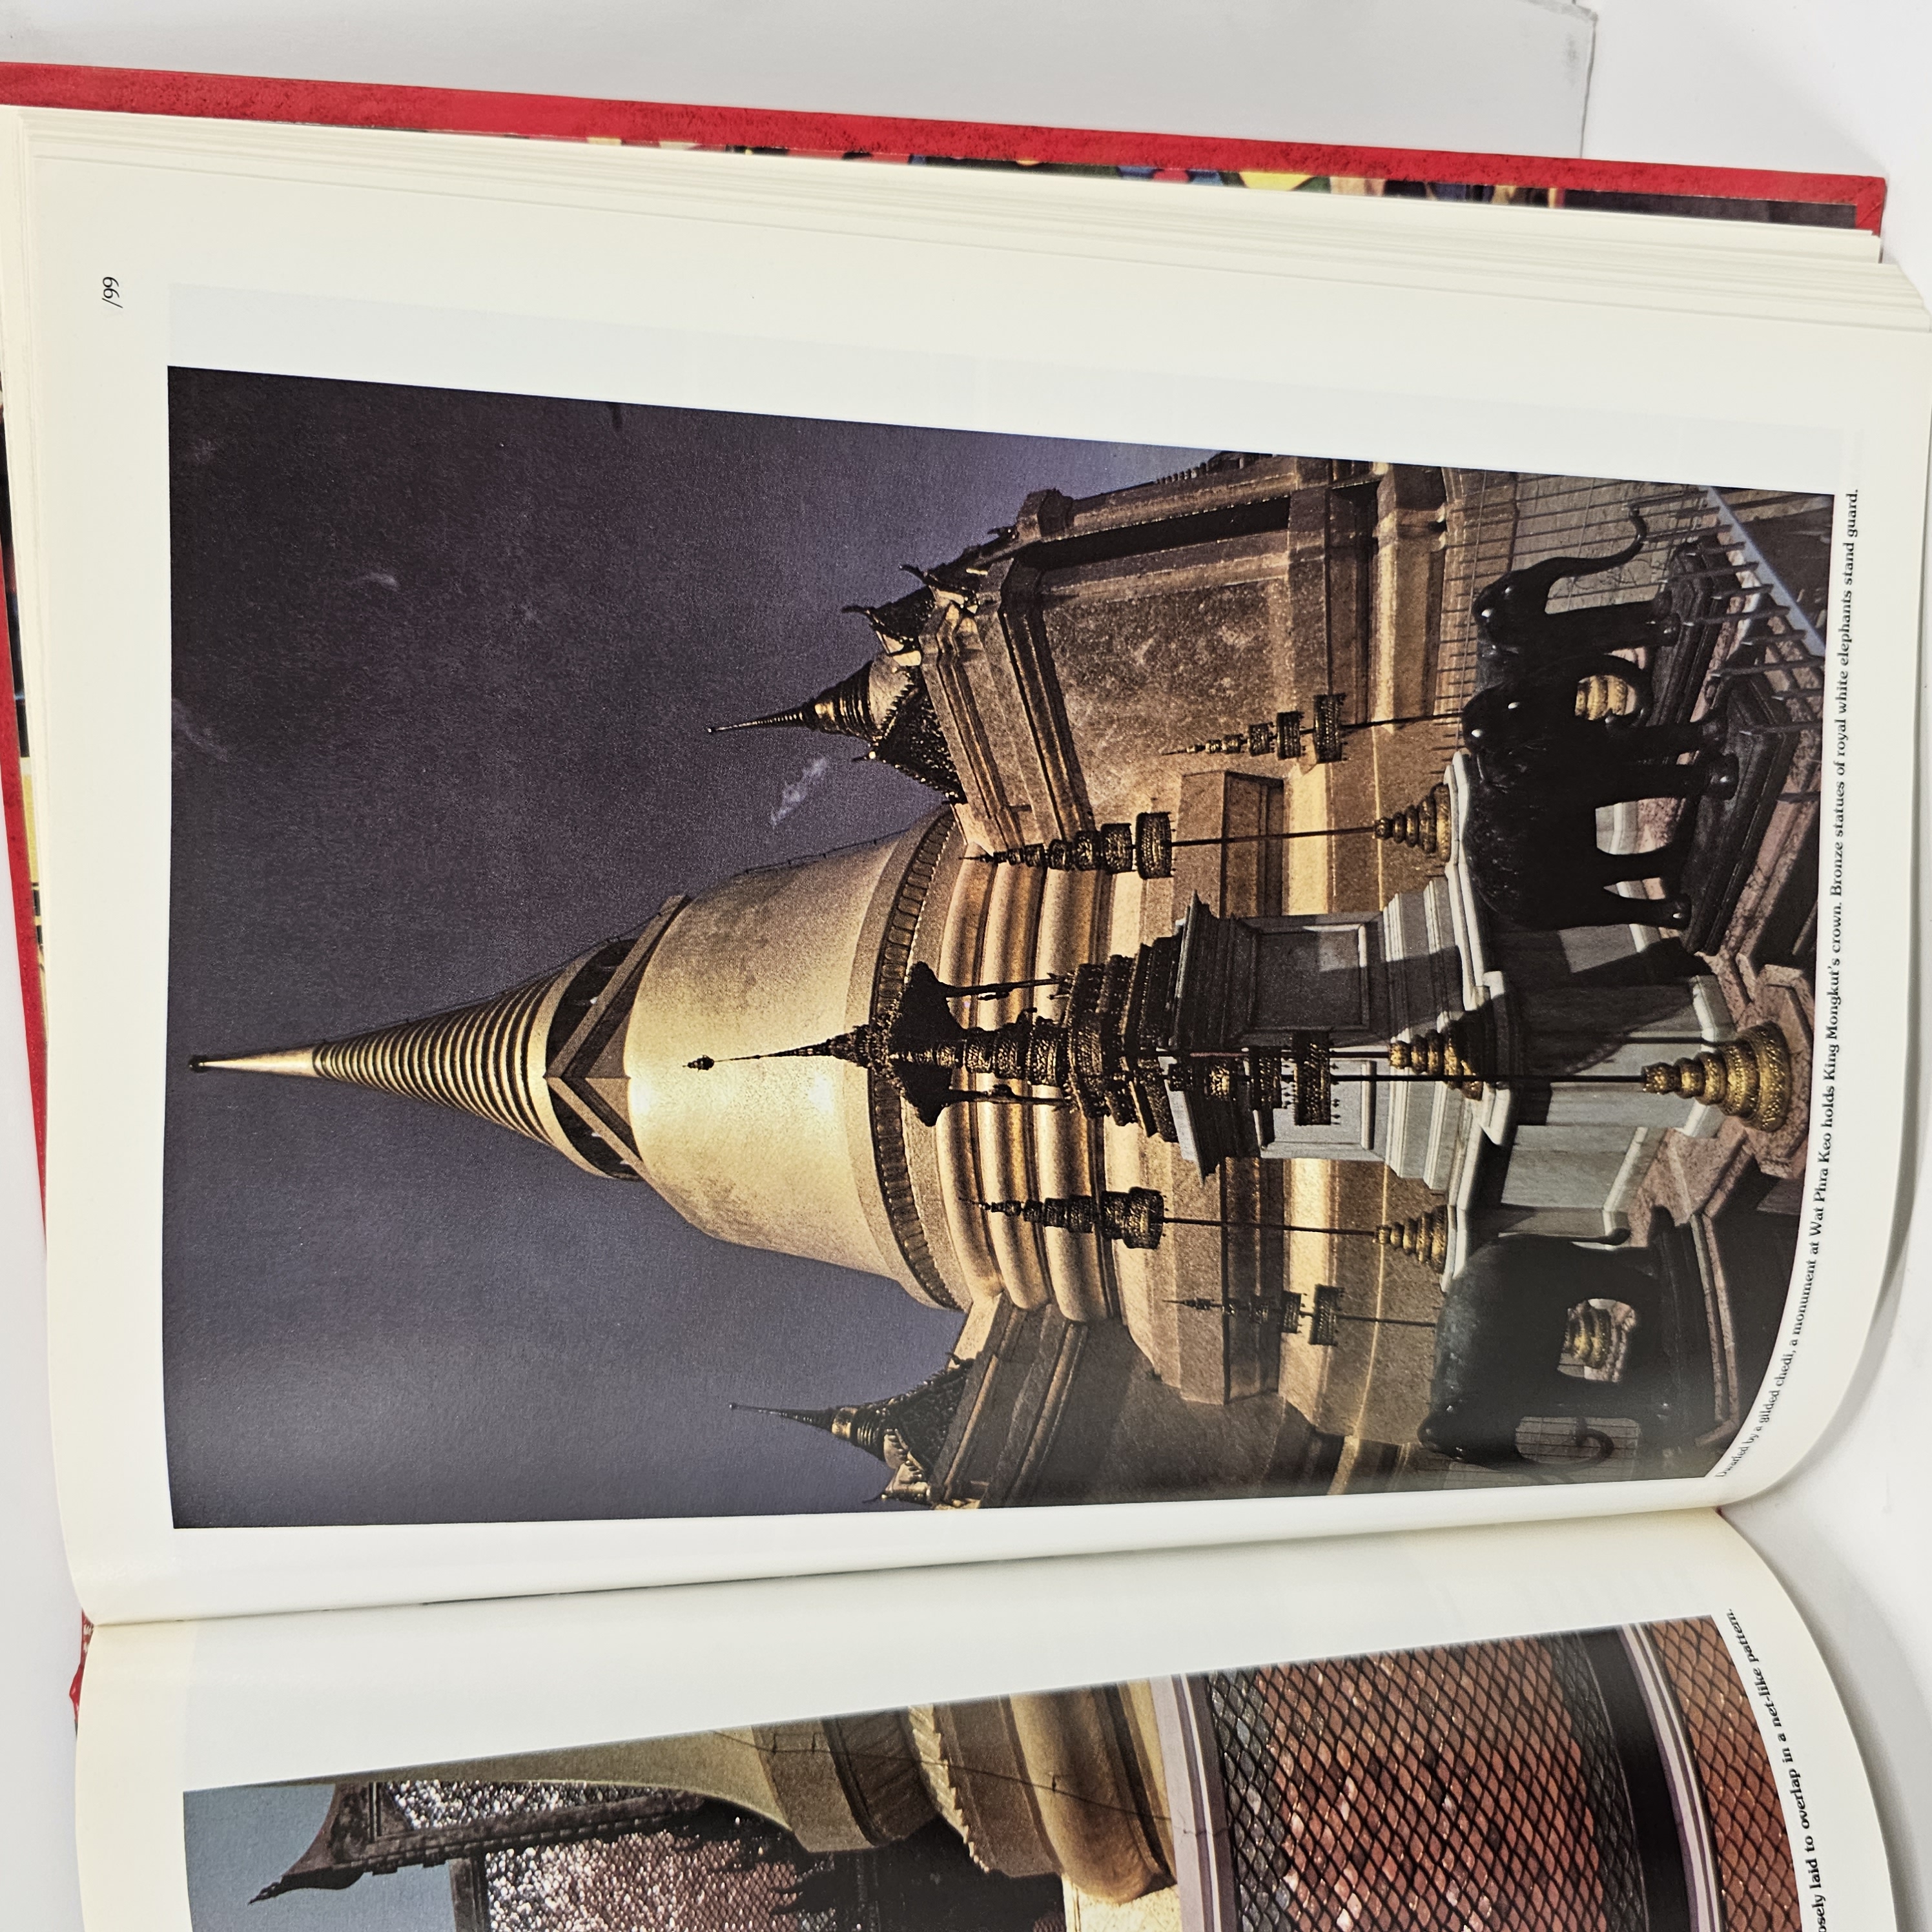 /99
osely laid to overlap in a net-like pattern.
Dwarfed by a gilded chedi, a monument at Wat Phra Keo holds King Mongkut's crown. Bronze statues of royal white elephants stand guard.